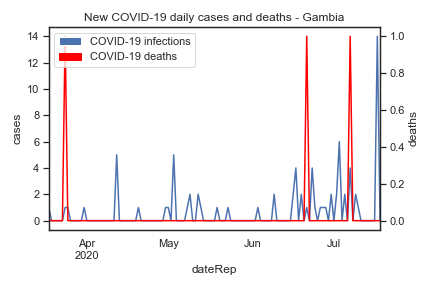 New COVID-19 daily cases and deaths - Gambia
COVID-19 infections
COVID-19 deaths
14
12
10
8
6
4
2
0
cases
1.0
0.8
0.6
0.4
0.2
0.0
deaths
Apr
2020
May
Jun
Jul
dateRep